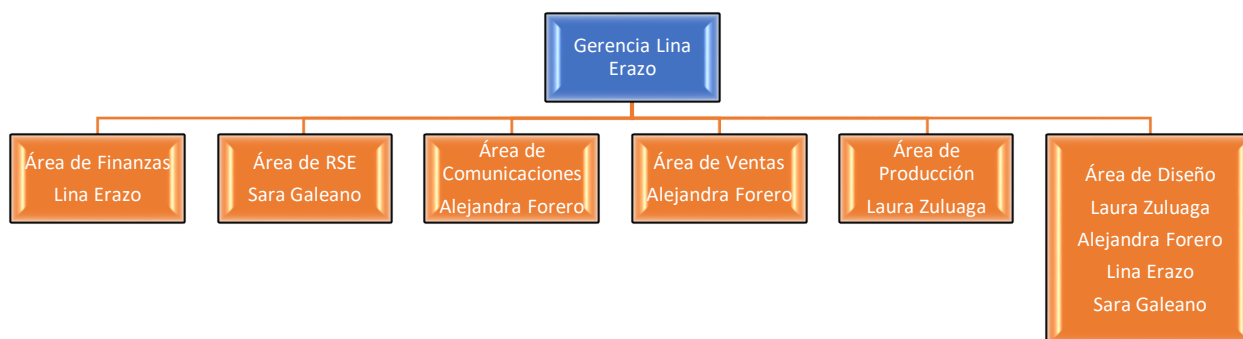 Gerencia Lina
Erazo
Área de Finanzas
Lina Erazo
Área de RSE
Sara Galeano
Área de
Comunicaciones
Alejandra Forero
Área de Ventas
Alejandra Forero
Área de
Producción
Laura Zuluaga
Área de Diseño
Laura Zuluaga
Alejandra Forero
Lina Erazo
Sara Galeano